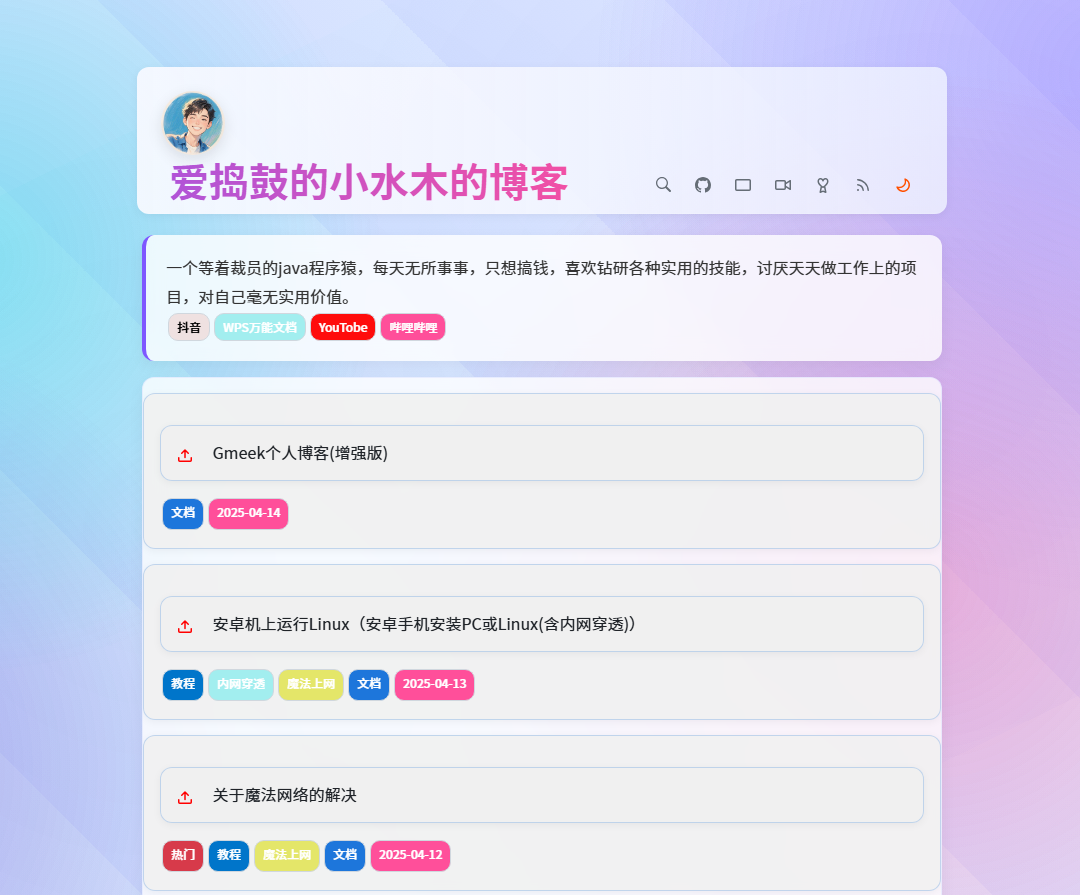 爱捣鼓的小水木的博客
一个等着裁员的java程序猿，每天无所事事，只想搞钱，喜欢钻研各种实用的技能，讨厌天天做工作上的项
目，对自己毫无实用价值。
抖音 WPS万能文档 YouTobe 哔哩哔哩
Gmeek个人博客(增强版)
文档 2025-04-14
安卓机上运行Linux（安卓手机安装PC或Linux(含内网穿透)）
教程 内网穿透 魔法上网 文档 2025-04-13
关于魔法网络的解决
热门 教程 魔法上网 文档 2025-04-12